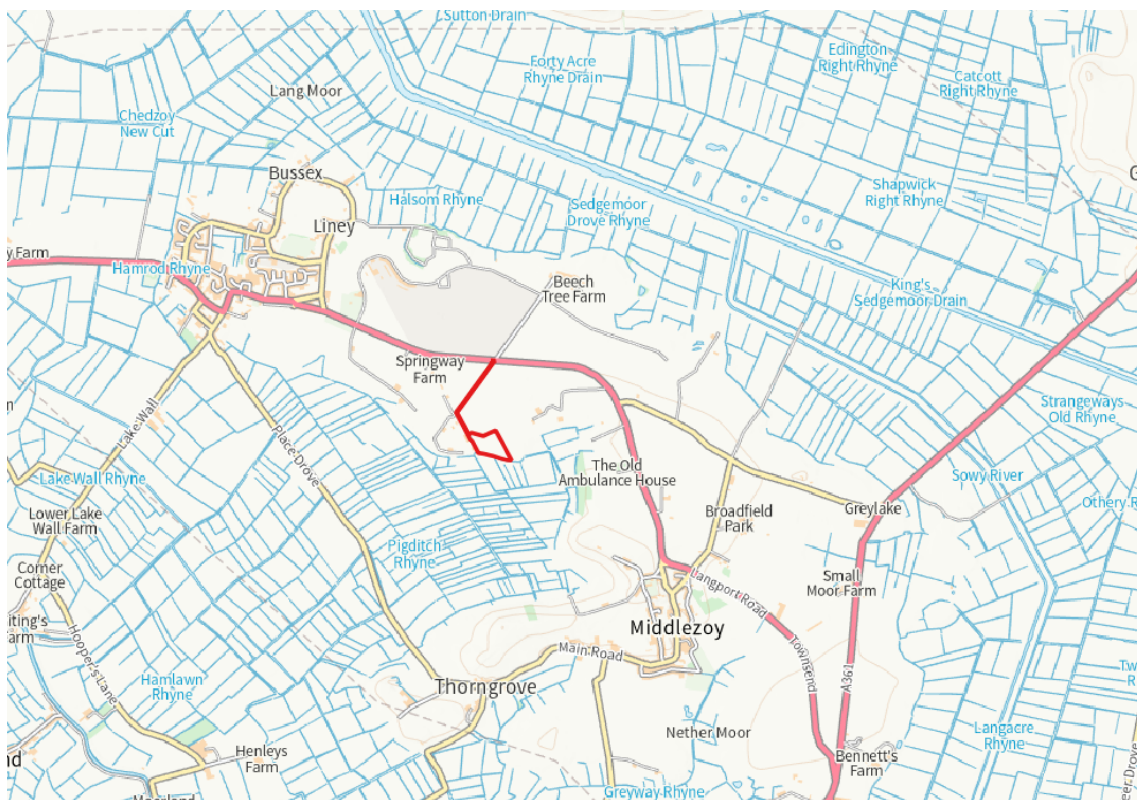 Sutton Drain
Forty Acre
Rhyne Drain
Edington
Right Rhyne
Catcott
Right Rhyne
Lang Moor
Chedzoy
New Cut
Bussex
G
Halsom Rhyne
Shapwick
Right Rhyne
Sedgemoor
Drove Rhyne
Liney
y Farm
Hamrod Rhyne
Beech
Tree Farm
King's
Sedgemoor Drain
Springway
Farm
Strangeways
Old Rhyne
Lake Wall
Place Drove
The Old
Ambulance House
Lake Wall Rhyne
Sowy River
Othery R
Lower Lake
Wall Farm
Broadfield
Park
Greylake
Pigditch
Rhyne
Corner
Cottage
Small
Moor Farm
Langport Road
iting's
arm
Hooper's Lane
Middlezoy
Main Road
Townsend
A361
Hamlawn
Rhyne
Thorngrove
Nether Moor
Langacre
Rhyne
Henleys
Farm
nd
Bennett's
Farm
Greyway Rhyne